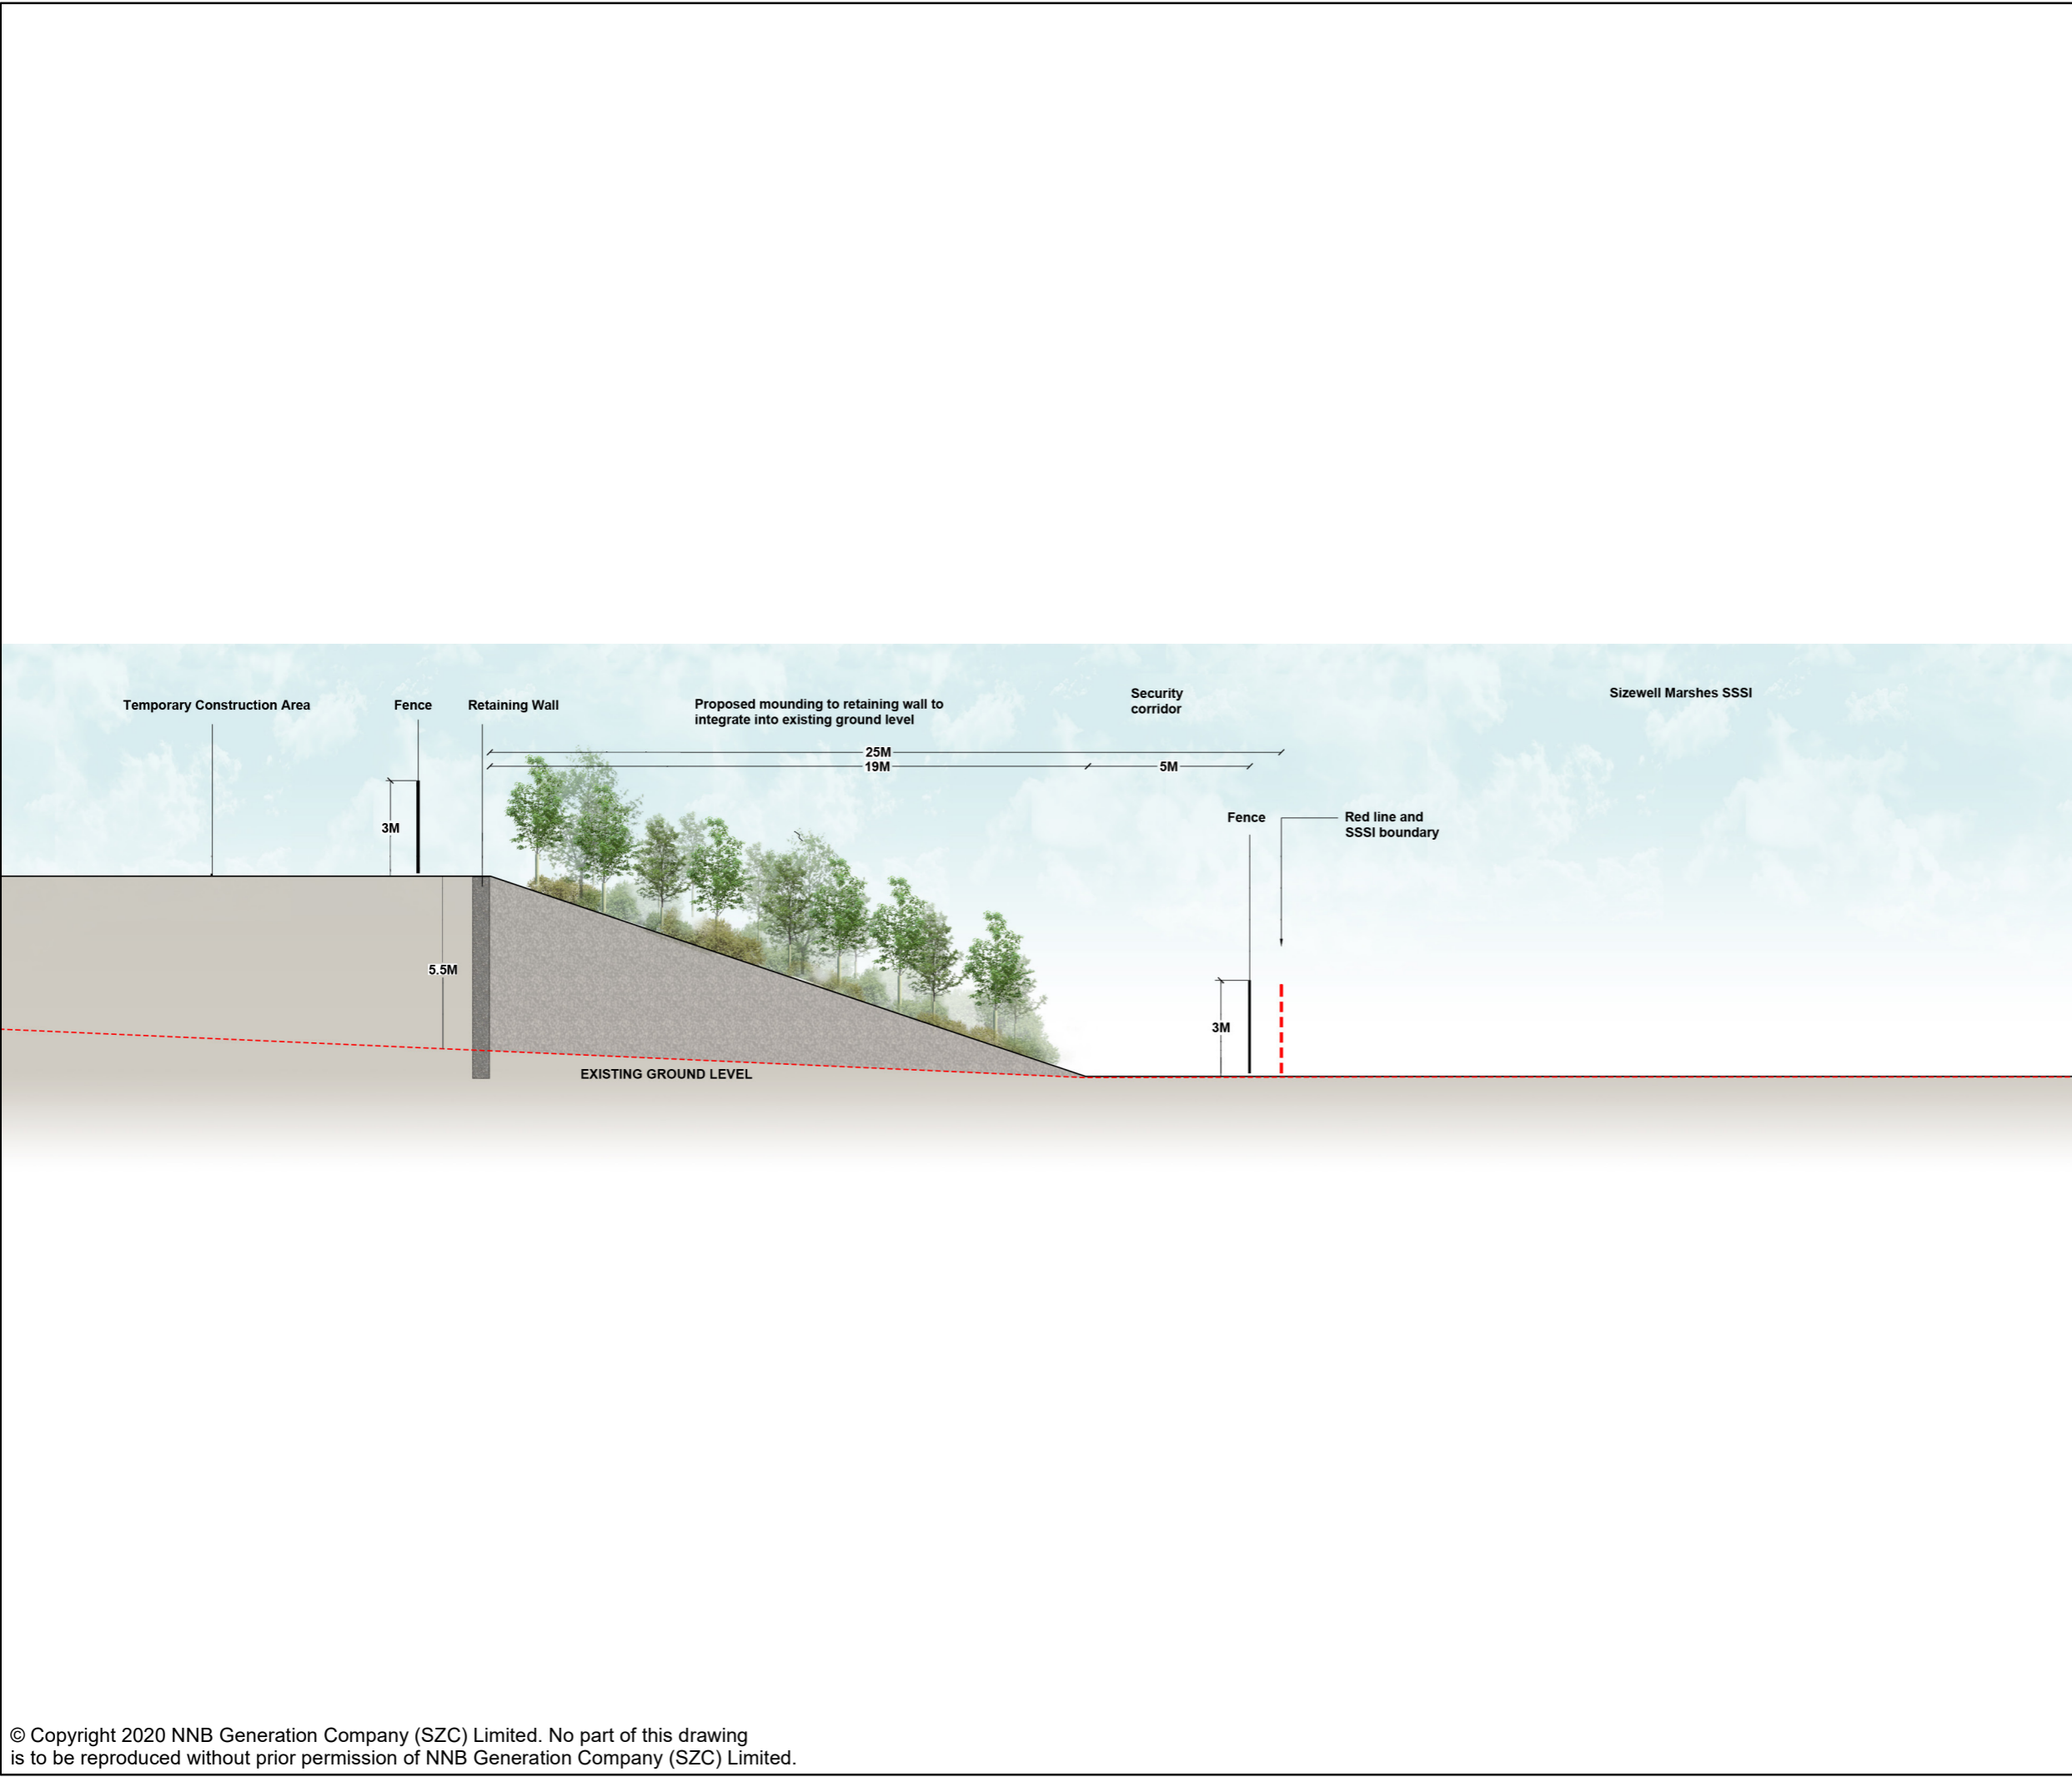 Temporary Construction Area
Fence
Retaining Wall
Proposed mounding to retaining wall to
integrate into existing ground level
Security
corridor
Sizewell Marshes SSSI
25M
19M
5M
3M
Fence
Red line and
SSSI boundary
5.5M
3M
EXISTING GROUND LEVEL
© Copyright 2020 NNB Generation Company (SZC) Limited. No part of this drawing
is to be reproduced without prior permission of NNB Generation Company (SZC) Limited.